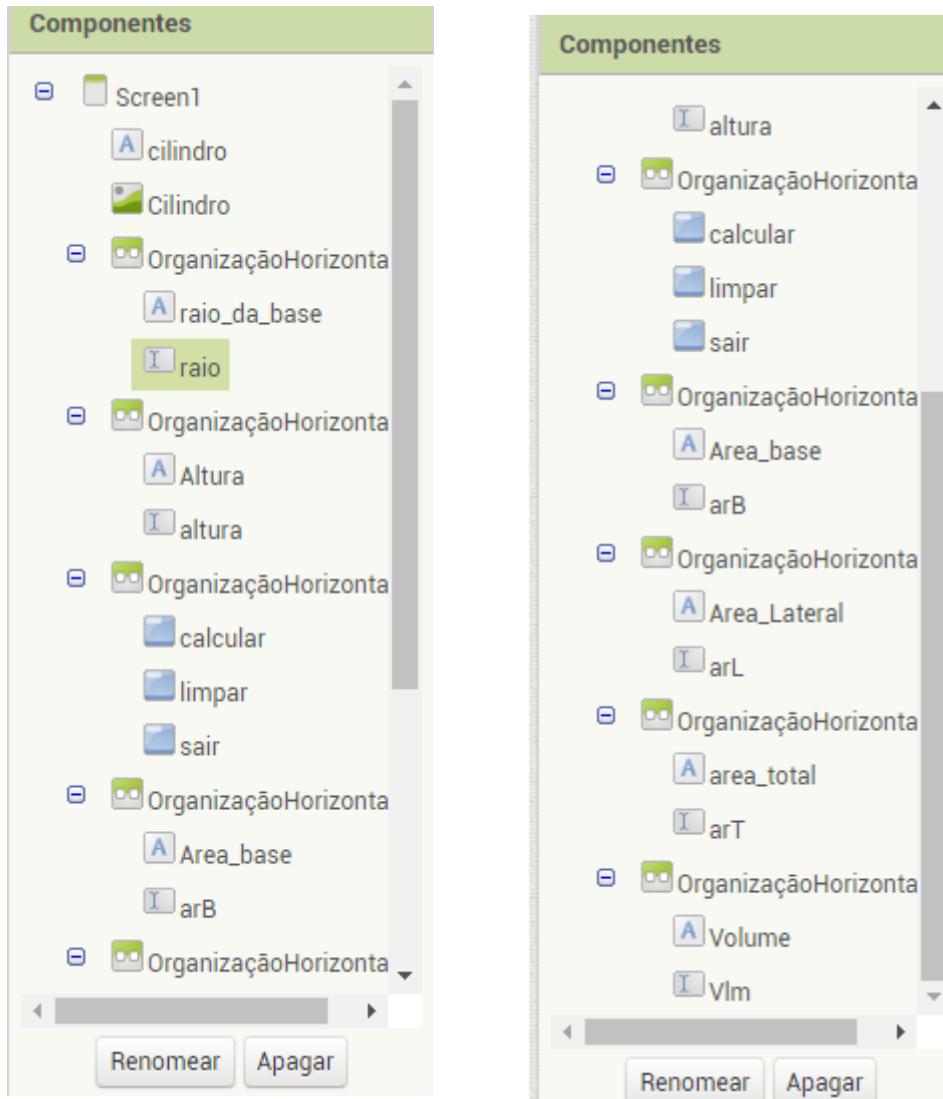 Componentes
Screen1
A cilindro
Cilindro
OrganizaçãoHorizonta
A raio_da_base
I raio
OrganizaçãoHorizonta
A Altura
I altura
OrganizaçãoHorizonta
calcular
limpar
sair
OrganizaçãoHorizonta
A Area_base
I arB
OrganizaçãoHorizonta
Renomear Apagar
Componentes
I altura
OrganizaçãoHorizonta
calcular
limpar
sair
OrganizaçãoHorizonta
A Area_base
I arB
OrganizaçãoHorizonta
A Area_Lateral
I arL
OrganizaçãoHorizonta
A area_total
I arT
OrganizaçãoHorizonta
A Volume
I Vlm
Renomear Apagar